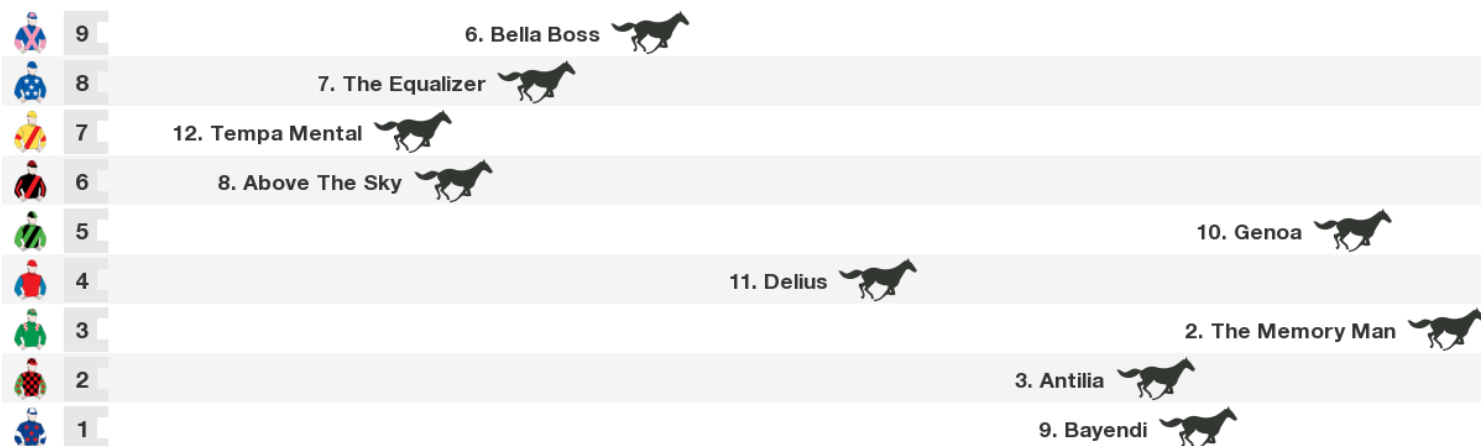 9 6. Bella Boss
8 7. The Equalizer
7 12. Tempa Mental
6 8. Above The Sky
5 10. Genoa
4 11. Delius
3 2. The Memory Man
2 3. Antilia
1 9. Bayendi